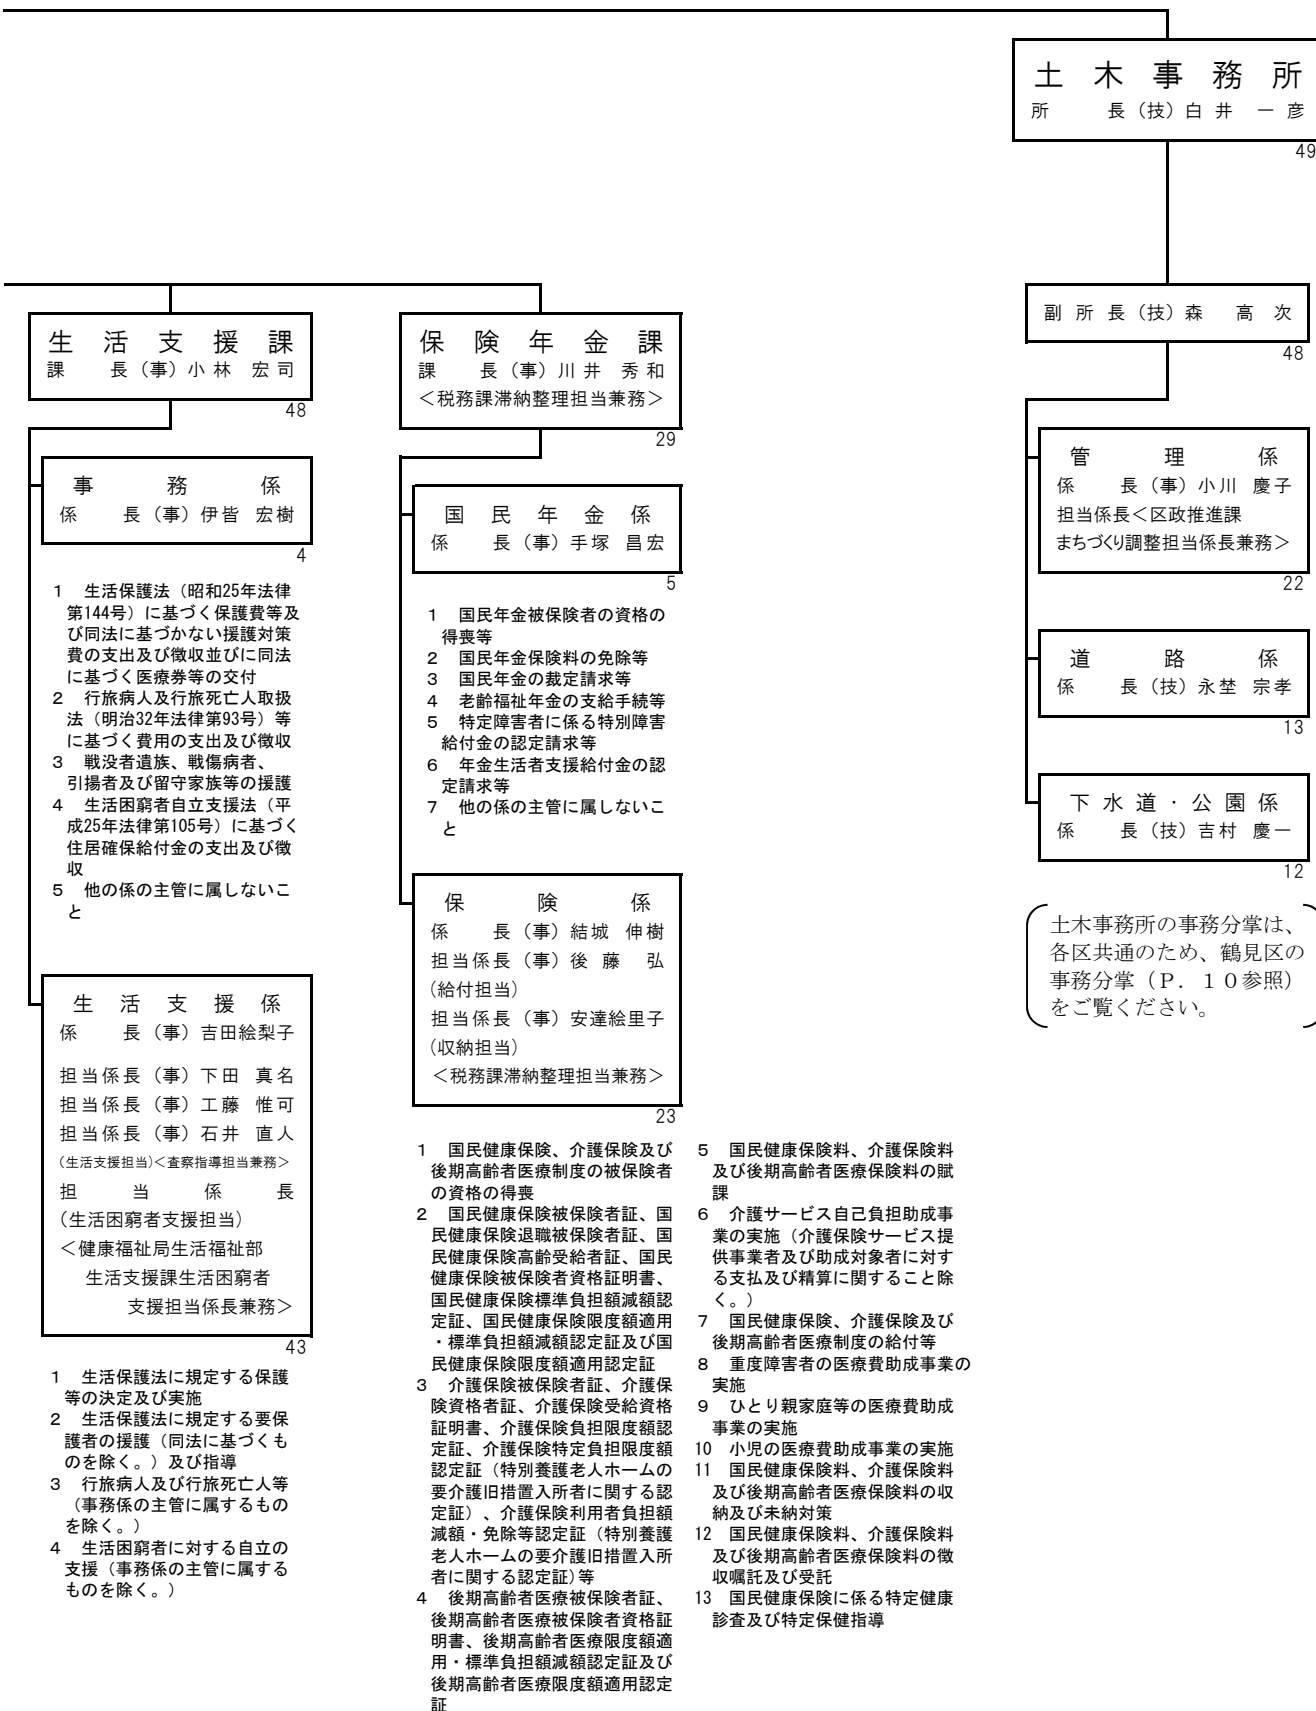 土木事務所
所　　長（技）白井　一彦
49
副所長（技）森　高次
48
生活支援課
課　　長（事）小林　宏司
48
事務係
係　　長（事）伊皆　宏樹
4
1　生活保護法（昭和25年法律
第144号）に基づく保護費等及
び同法に基づかない援護対策
費の支出及び徴収並びに同法
に基づく医療券等の交付
2　行旅病人及行旅死亡人取扱
法（明治32年法律第93号）等
に基づく費用の支出及び徴収
3　戦没者遺族、戦傷病者、
引揚者及び留守家族等の援護
4　生活困窮者自立支援法（平
成25年法律第105号）に基づく
住居確保給付金の支出及び徴
収
5　他の係の主管に属しないこ
と
生活支援係
係　　長（事）吉田絵梨子
担当係長（事）下田　真名
担当係長（事）工藤　惟可
担当係長（事）石井　直人
(生活支援担当)＜査察指導担当兼務＞
担当係長
(生活困窮者支援担当)
＜健康福祉局生活福祉部
生活支援課生活困窮者
支援担当係長兼務＞
43
1　生活保護法に規定する保護
等の決定及び実施
2　生活保護法に規定する要保
護者の援護（同法に基づくも
のを除く。）及び指導
3　行旅病人及び行旅死亡人等
（事務係の主管に属するもの
を除く。）
4　生活困窮者に対する自立の
支援（事務係の主管に属する
ものを除く。）
保険年金課
課　　長（事）川井　秀和
＜税務課滞納整理担当兼務＞
29
国民年金係
係　　長（事）手塚　昌宏
5
1　国民年金被保険者の資格の
得喪等
2　国民年金保険料の免除等
3　国民年金の裁定請求等
4　老齢福祉年金の支給手続等
5　特定障害者に係る特別障害
給付金の認定請求等
6　年金生活者支援給付金の認
定請求等
7　他の係の主管に属しないこ
と
保険係
係　　長（事）結城　伸樹
担当係長（事）後藤　弘
(給付担当)
担当係長（事）安達絵里子
(収納担当)
＜税務課滞納整理担当兼務＞
23
1　国民健康保険、介護保険及び
後期高齢者医療制度の被保険者
の資格の得喪
2　国民健康保険被保険者証、国
民健康保険退職被保険者証、国
民健康保険高齢受給者証、国民
健康保険被保険者資格証明書、
国民健康保険標準負担額減額認
定証、国民健康保険限度額適用
・標準負担額減額認定証及び国
民健康保険限度額適用認定証
3　介護保険被保険者証、介護保
険資格者証、介護保険受給資格
証明書、介護保険負担限度額認
定証、介護保険特定負担限度額
認定証（特別養護老人ホームの
要介護旧措置入所者に関する認
定証）、介護保険利用者負担額
減額・免除等認定証（特別養護
老人ホームの要介護旧措置入所
者に関する認定証)等
4　後期高齢者医療被保険者証、
後期高齢者医療被保険者資格証
明書、後期高齢者医療限度額適
用・標準負担額減額認定証及び
後期高齢者医療限度額適用認定
証
5　国民健康保険料、介護保険料
及び後期高齢者医療保険料の賦
課
6　介護サービス自己負担助成事
業の実施（介護保険サービス提
供事業者及び助成対象者に対す
る支払及び精算に関すること除
く。）
7　国民健康保険、介護保険及び
後期高齢者医療制度の給付等
8　重度障害者の医療費助成事業の
実施
9　ひとり親家庭等の医療費助成
事業の実施
10　小児の医療費助成事業の実施
11　国民健康保険料、介護保険料
及び後期高齢者医療保険料の収
納及び未納対策
12　国民健康保険料、介護保険料
及び後期高齢者医療保険料の徴
収嘱託及び受託
13　国民健康保険に係る特定健康
診査及び特定保健指導
管理係
係　　長（事）小川　慶子
担当係長＜区政推進課
まちづくり調整担当係長兼務＞
22
道路係
係　　長（技）永埜　宗孝
13
下水道・公園係
係　　長（技）吉村　慶一
12
土木事務所の事務分掌は、
各区共通のため、鶴見区の
事務分掌（Ｐ．１０参照）
をご覧ください。